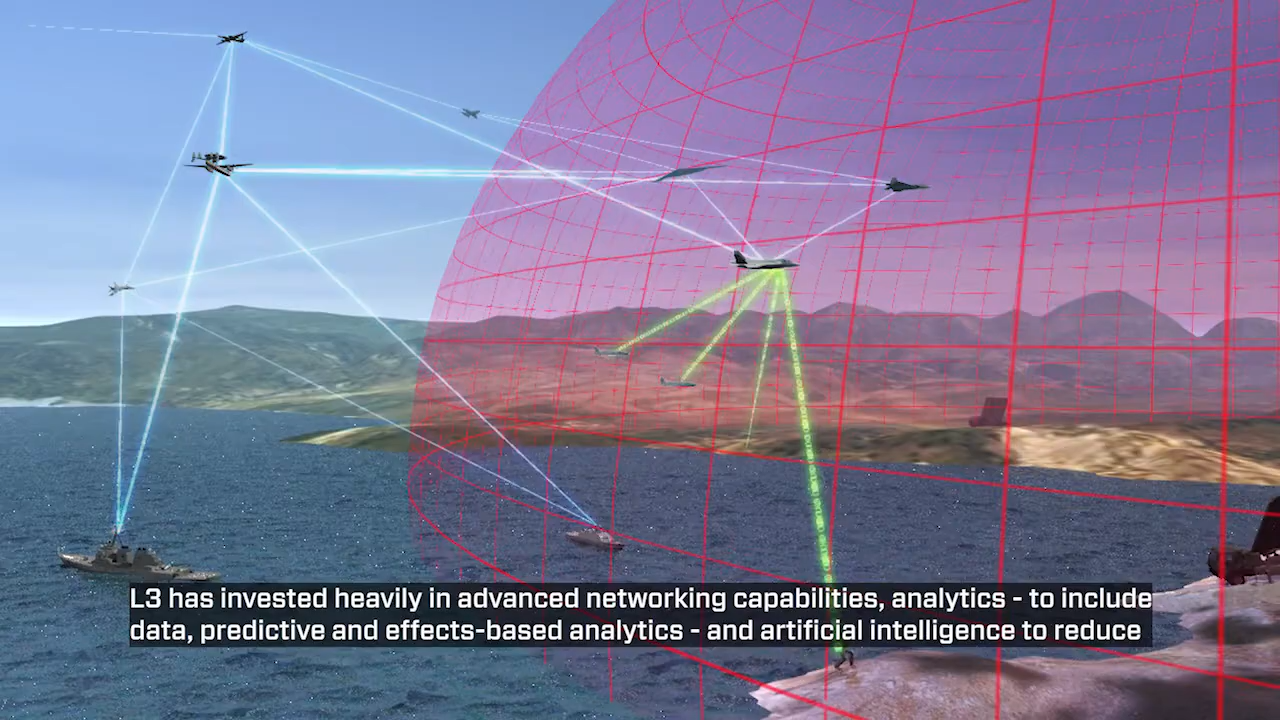 L3 has invested heavily in advanced networking capabilities, analytics - to include
data, predictive and effects-based analytics - and artificial intelligence to reduce